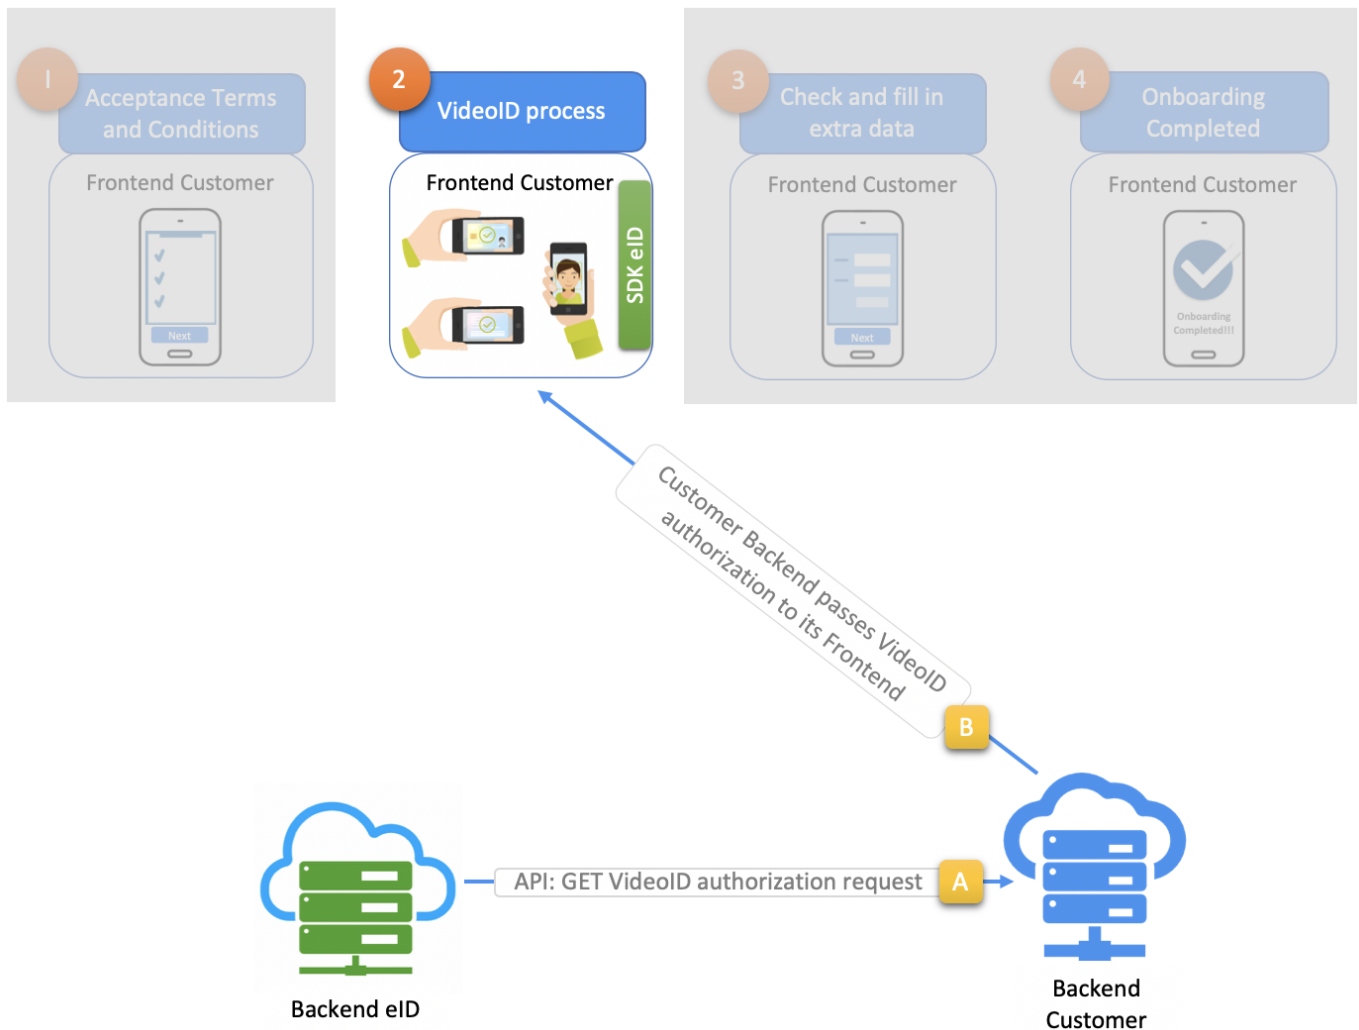 1
Acceptance Terms
and Conditions
Frontend Customer
Next
2
VideoID process
Frontend Customer
SDK eID
3
Check and fill in
extra data
Frontend Customer
Next
4
Onboarding
Completed
Frontend Customer
Onboarding
Completed!!!
Customer Backend passes VideoID
authorization to its Frontend
B
API: GET VideoID authorization request
A
Backend eID
Backend
Customer